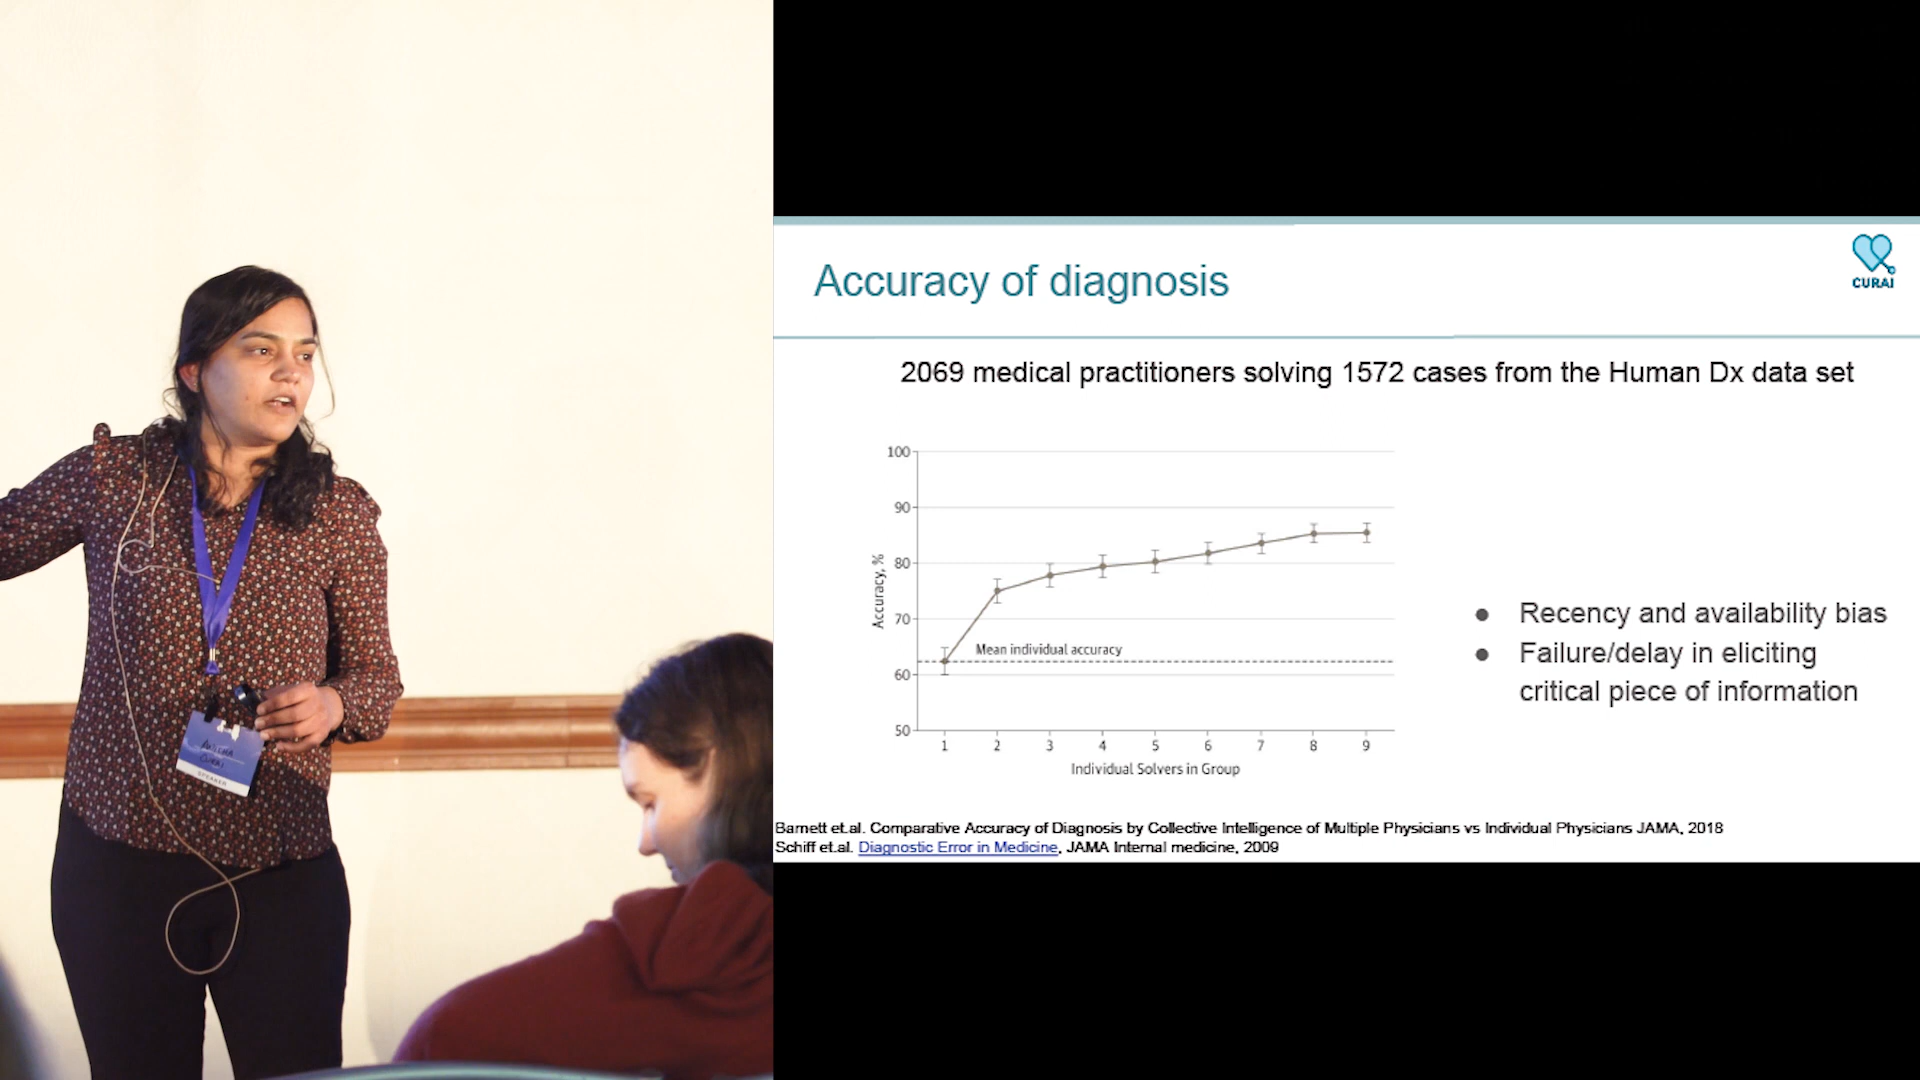 CURAI
Accuracy of diagnosis
2069 medical practitioners solving 1572 cases from the Human Dx data set
100
90
80
70
60
50
Accuracy, %
Mean individual accuracy
1 2 3 4 5 6 7 8 9
Individual Solvers in Group
● Recency and availability bias
● Failure/delay in eliciting
critical piece of information
Barnett et.al. Comparative Accuracy of Diagnosis by Collective Intelligence of Multiple Physicians vs Individual Physicians JAMA, 2018
Schiff et.al. Diagnostic Error in Medicine, JAMA Internal medicine, 2009
CURAI
SPEAKER